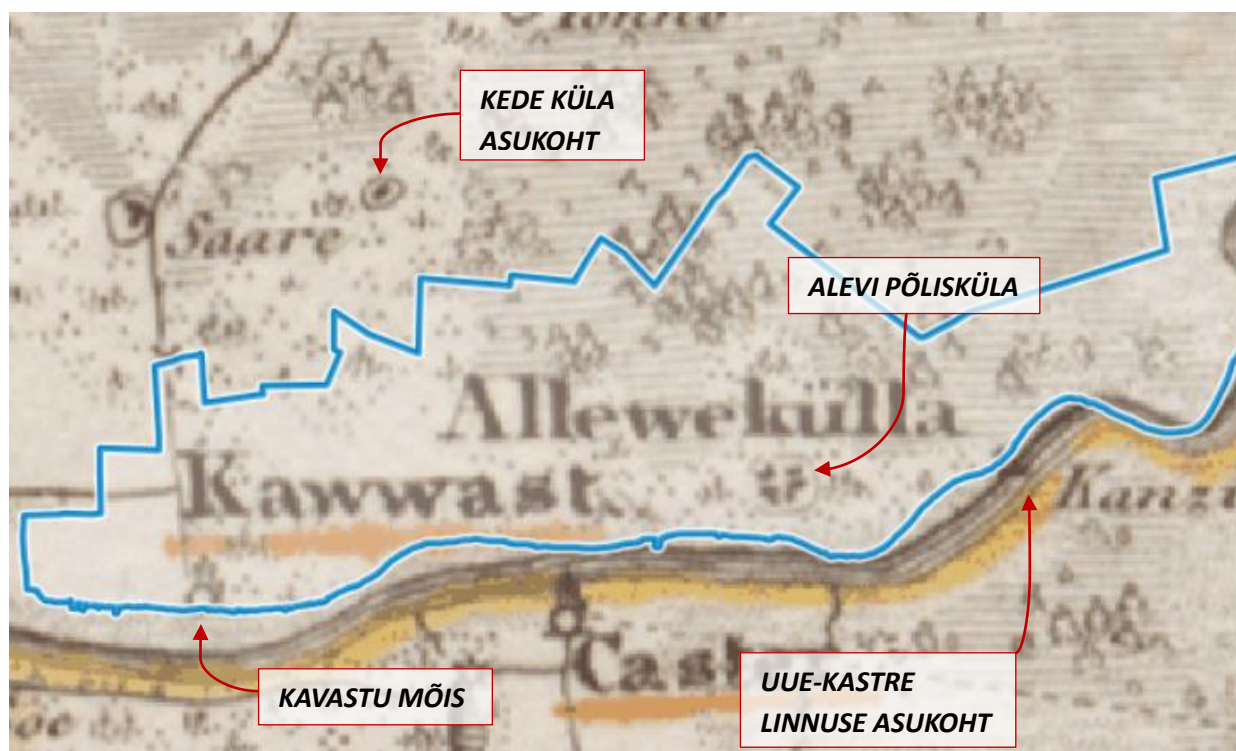 KEDE KÜLA
ASUKOHT
Saare
ALEVI PÕLISKÜLA
Allewekülla
Kawwast
KAVASTU MÕIS
UUE-KASTRE
LINNUSE ASUKOHT